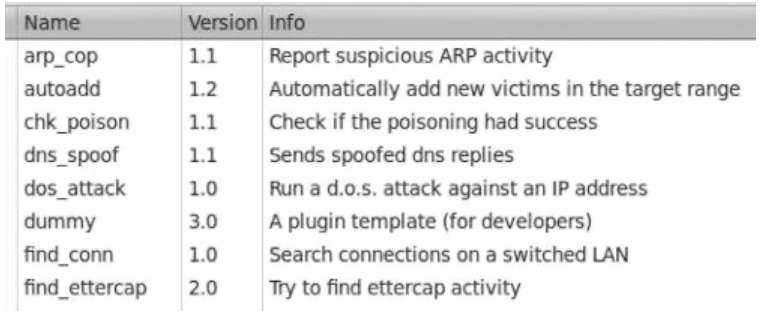 Name Version Info
arp_cop 1.1 Report suspicious ARP activity
autoadd 1.2 Automatically add new victims in the target range
chk_poison 1.1 Check if the poisoning had success
dns_spoof 1.1 Sends spoofed dns replies
dos_attack 1.0 Run a d.o.s. attack against an IP address
dummy 3.0 A plugin template (for developers)
find_conn 1.0 Search connections on a switched LAN
find_ettercap 2.0 Try to find ettercap activity